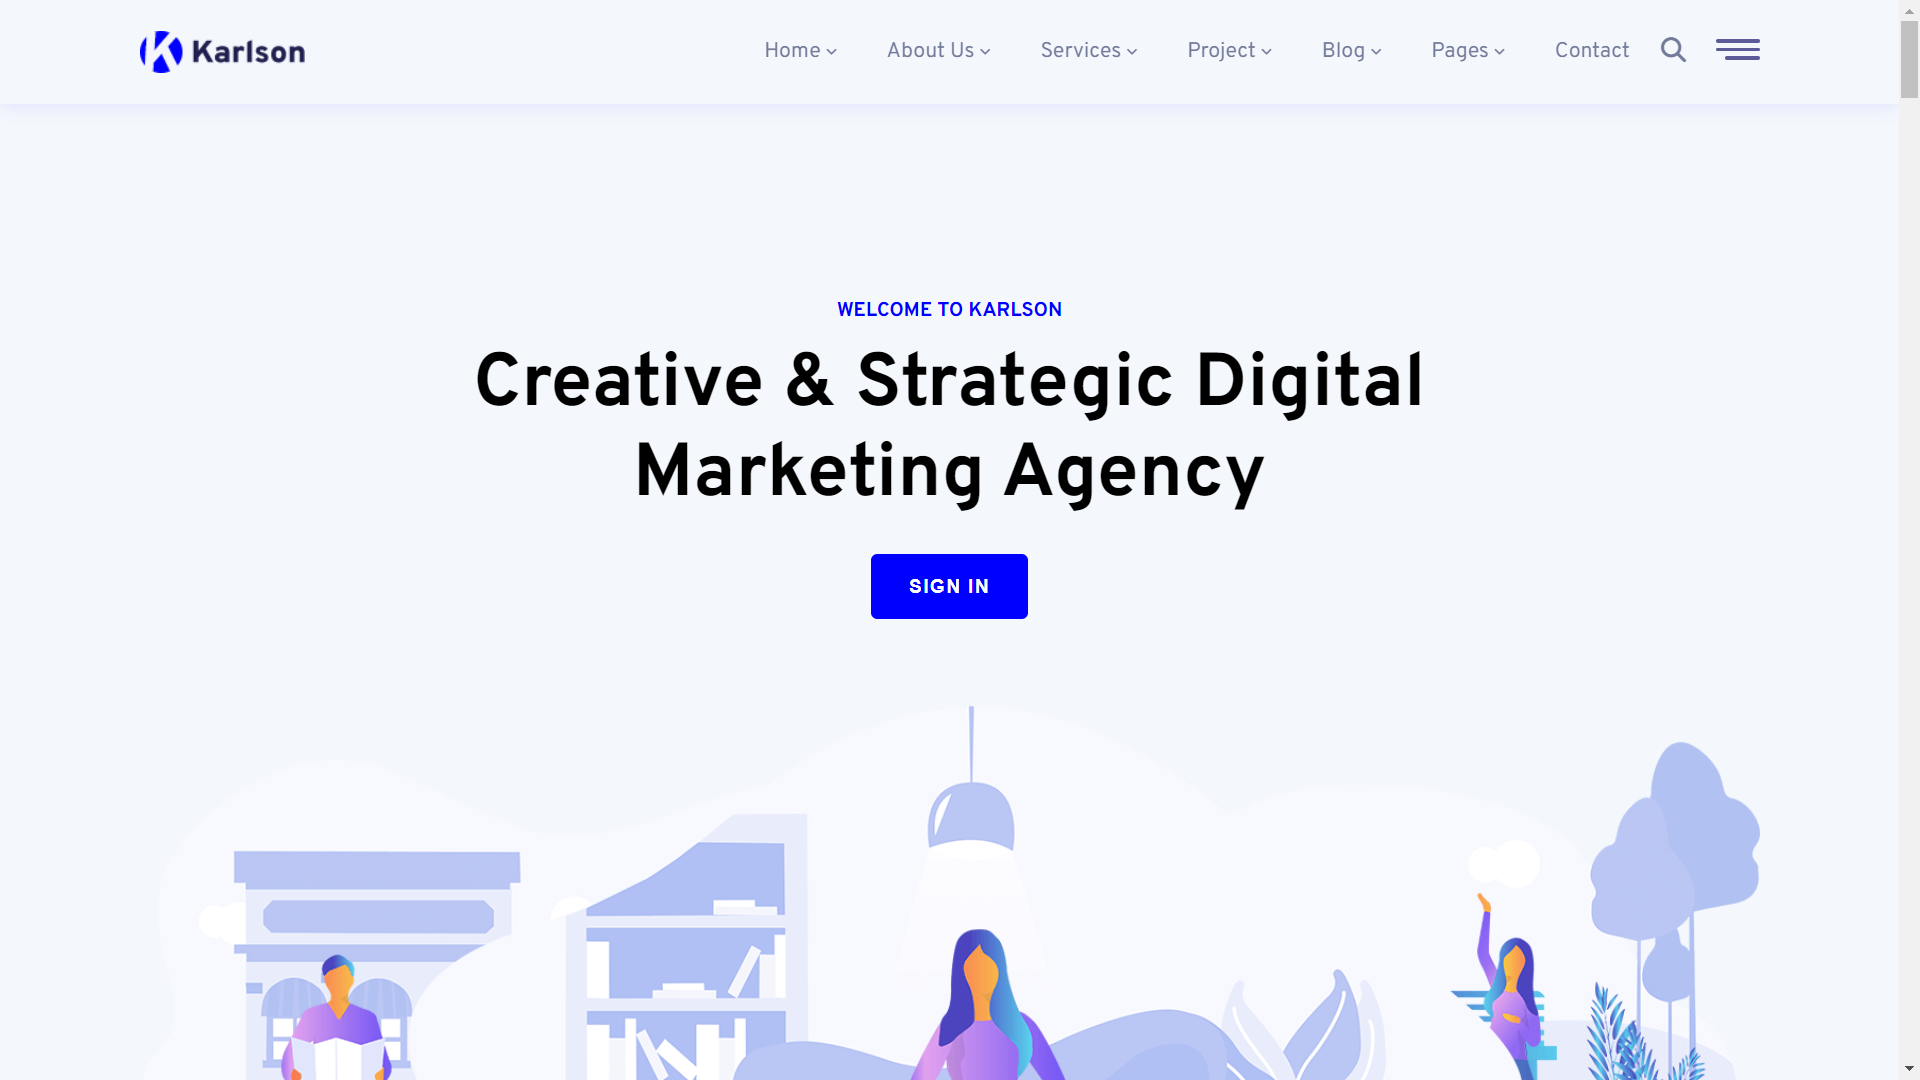 Karlson
Home
About Us
Services
Project
Blog
Pages
Contact
WELCOME TO KARLSON
Creative & Strategic Digital
Marketing Agency
SIGN IN